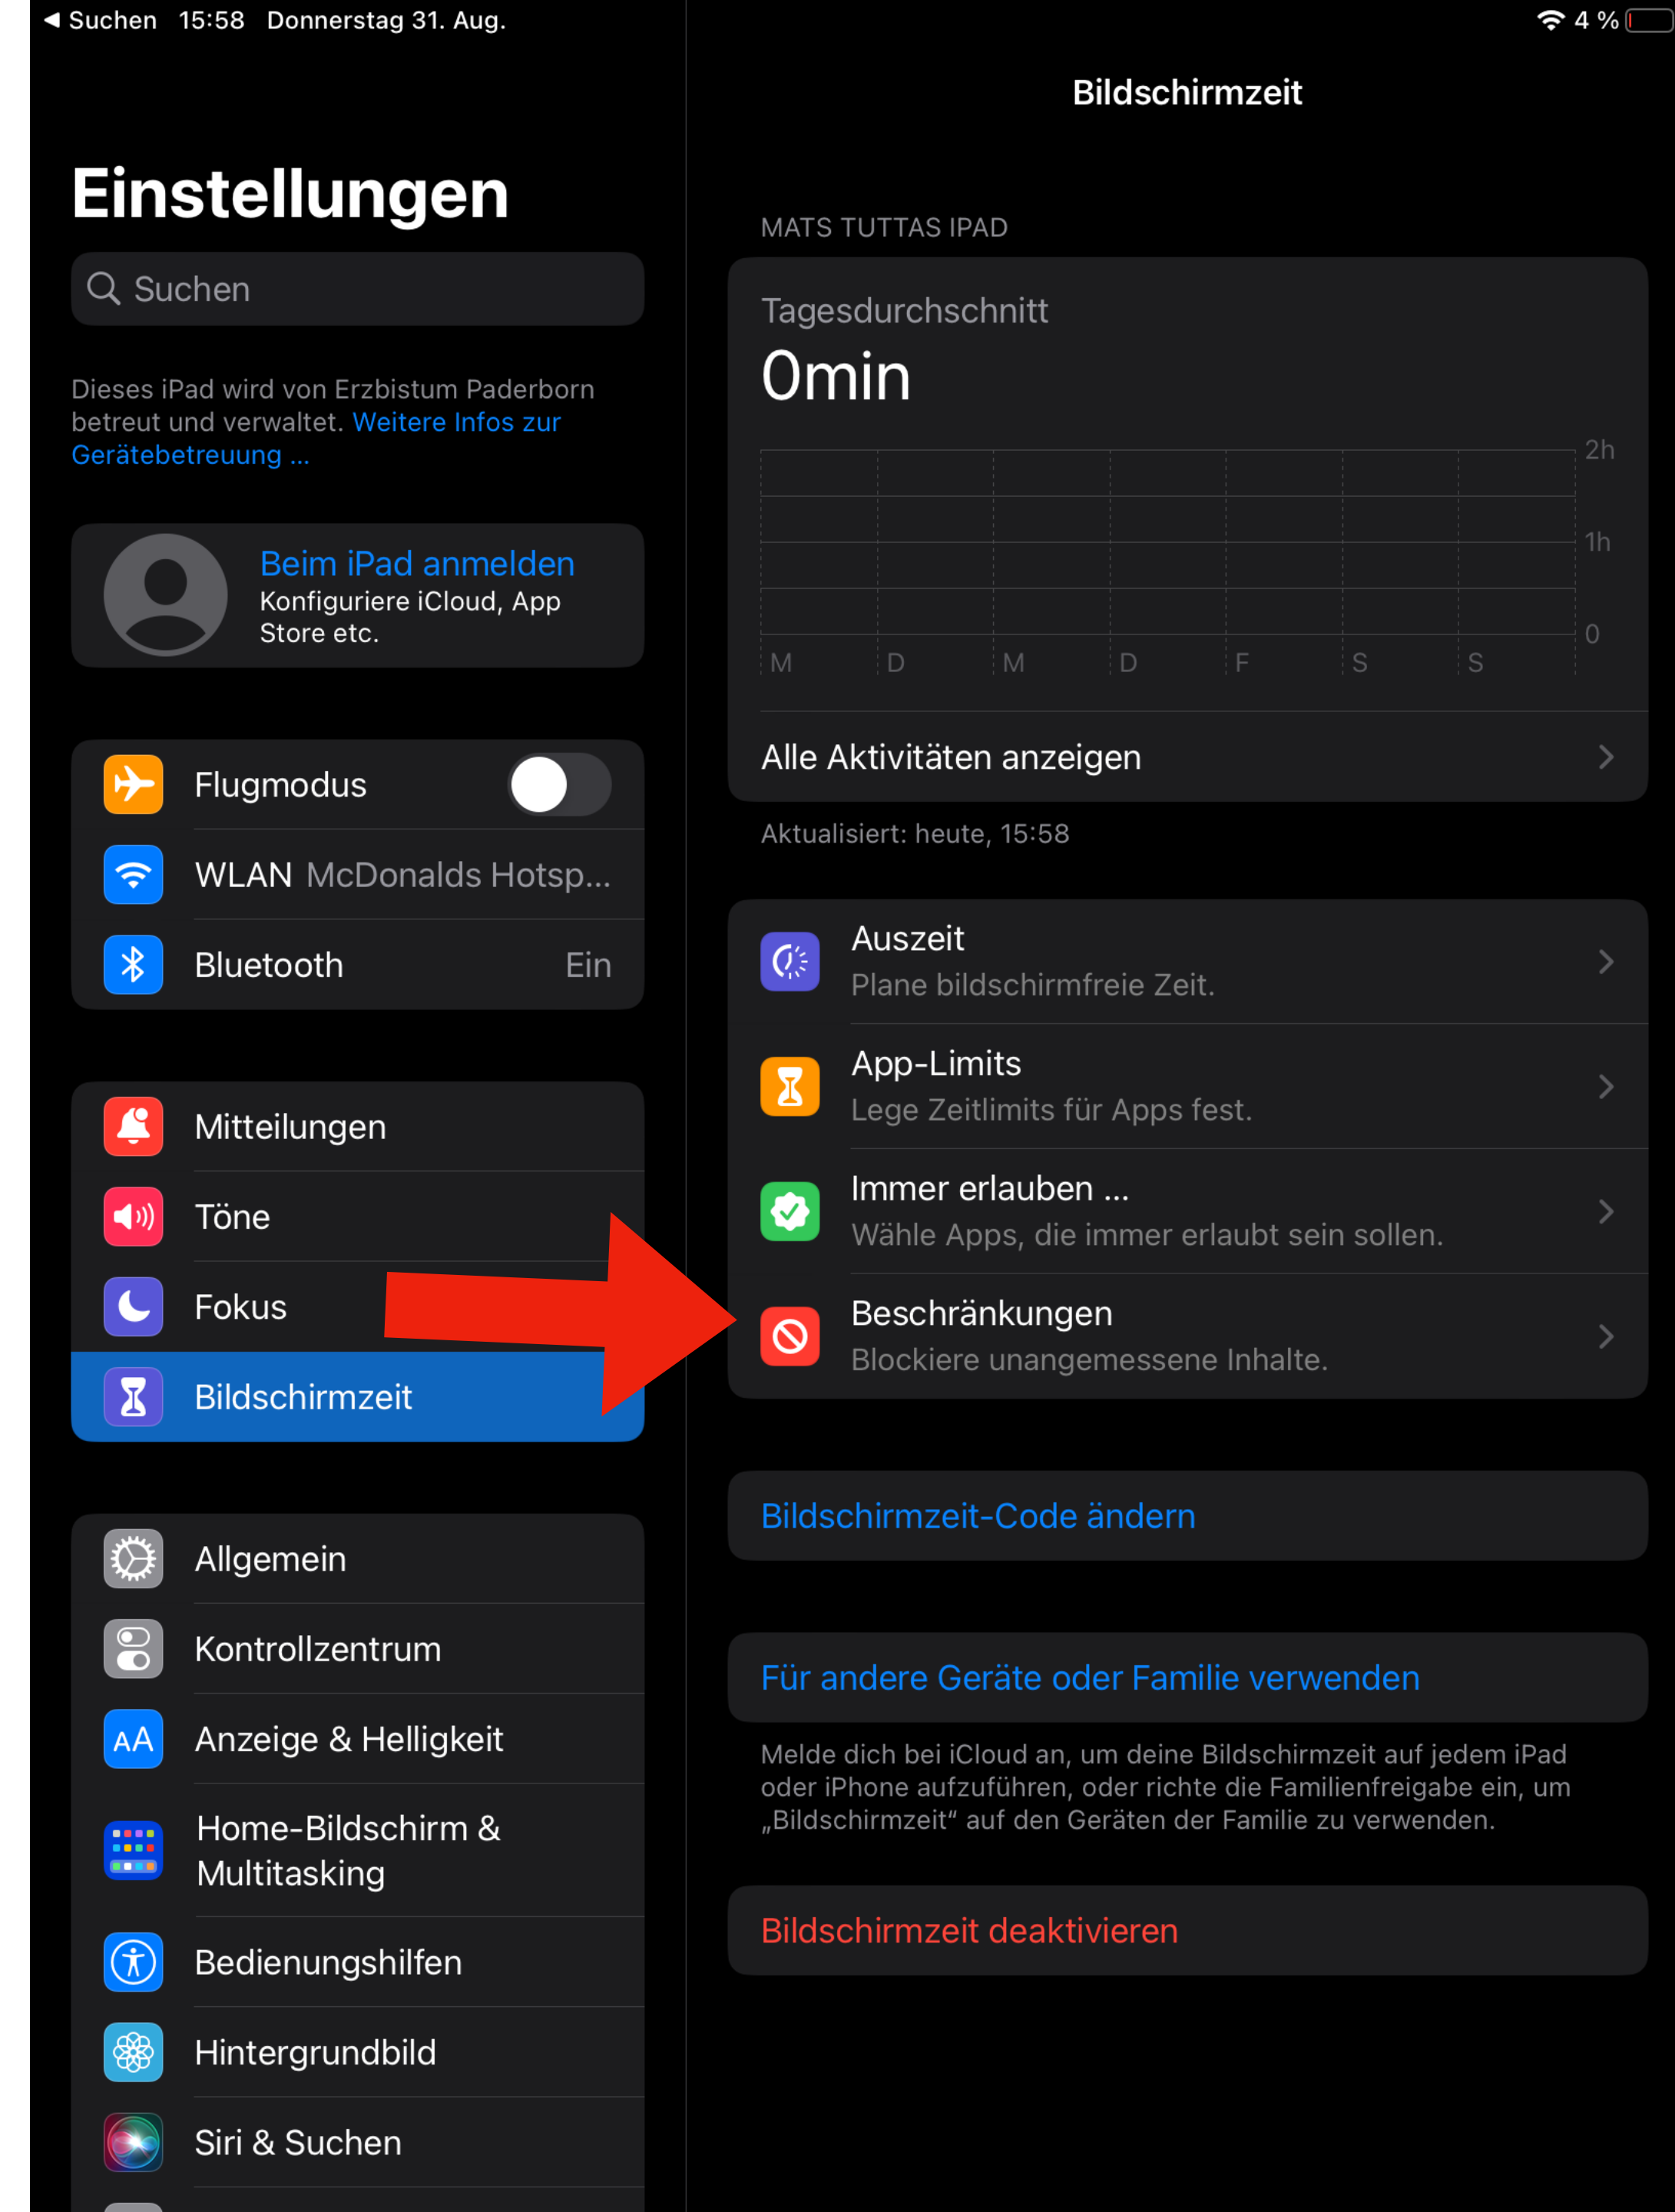 ◀ Suchen 15:58 Donnerstag 31. Aug.
4 %
Einstellungen
Suchen
Dieses iPad wird von Erzbistum Paderborn
betreut und verwaltet. Weitere Infos zur
Gerätebetreuung ...
Beim iPad anmelden
Konfiguriere iCloud, App
Store etc.
Flugmodus
WLAN McDonalds Hotsp...
Bluetooth Ein
Mitteilungen
Töne
Fokus
Bildschirmzeit
Allgemein
Kontrollzentrum
AA Anzeige & Helligkeit
Home-Bildschirm &
Multitasking
Bedienungshilfen
Hintergrundbild
Siri & Suchen
Bildschirmzeit
MATS TUTTAS IPAD
Tagesdurchschnitt
0min
2h
1h
0
M D M D F S S
Alle Aktivitäten anzeigen
Aktualisiert: heute, 15:58
Auszeit
Plane bildschirmfreie Zeit.
App-Limits
Lege Zeitlimits für Apps fest.
Immer erlauben ...
Wähle Apps, die immer erlaubt sein sollen.
Beschränkungen
Blockiere unangemessene Inhalte.
Bildschirmzeit-Code ändern
Für andere Geräte oder Familie verwenden
Melde dich bei iCloud an, um deine Bildschirmzeit auf jedem iPad
oder iPhone aufzuführen, oder richte die Familienfreigabe ein, um
„Bildschirmzeit“ auf den Geräten der Familie zu verwenden.
Bildschirmzeit deaktivieren